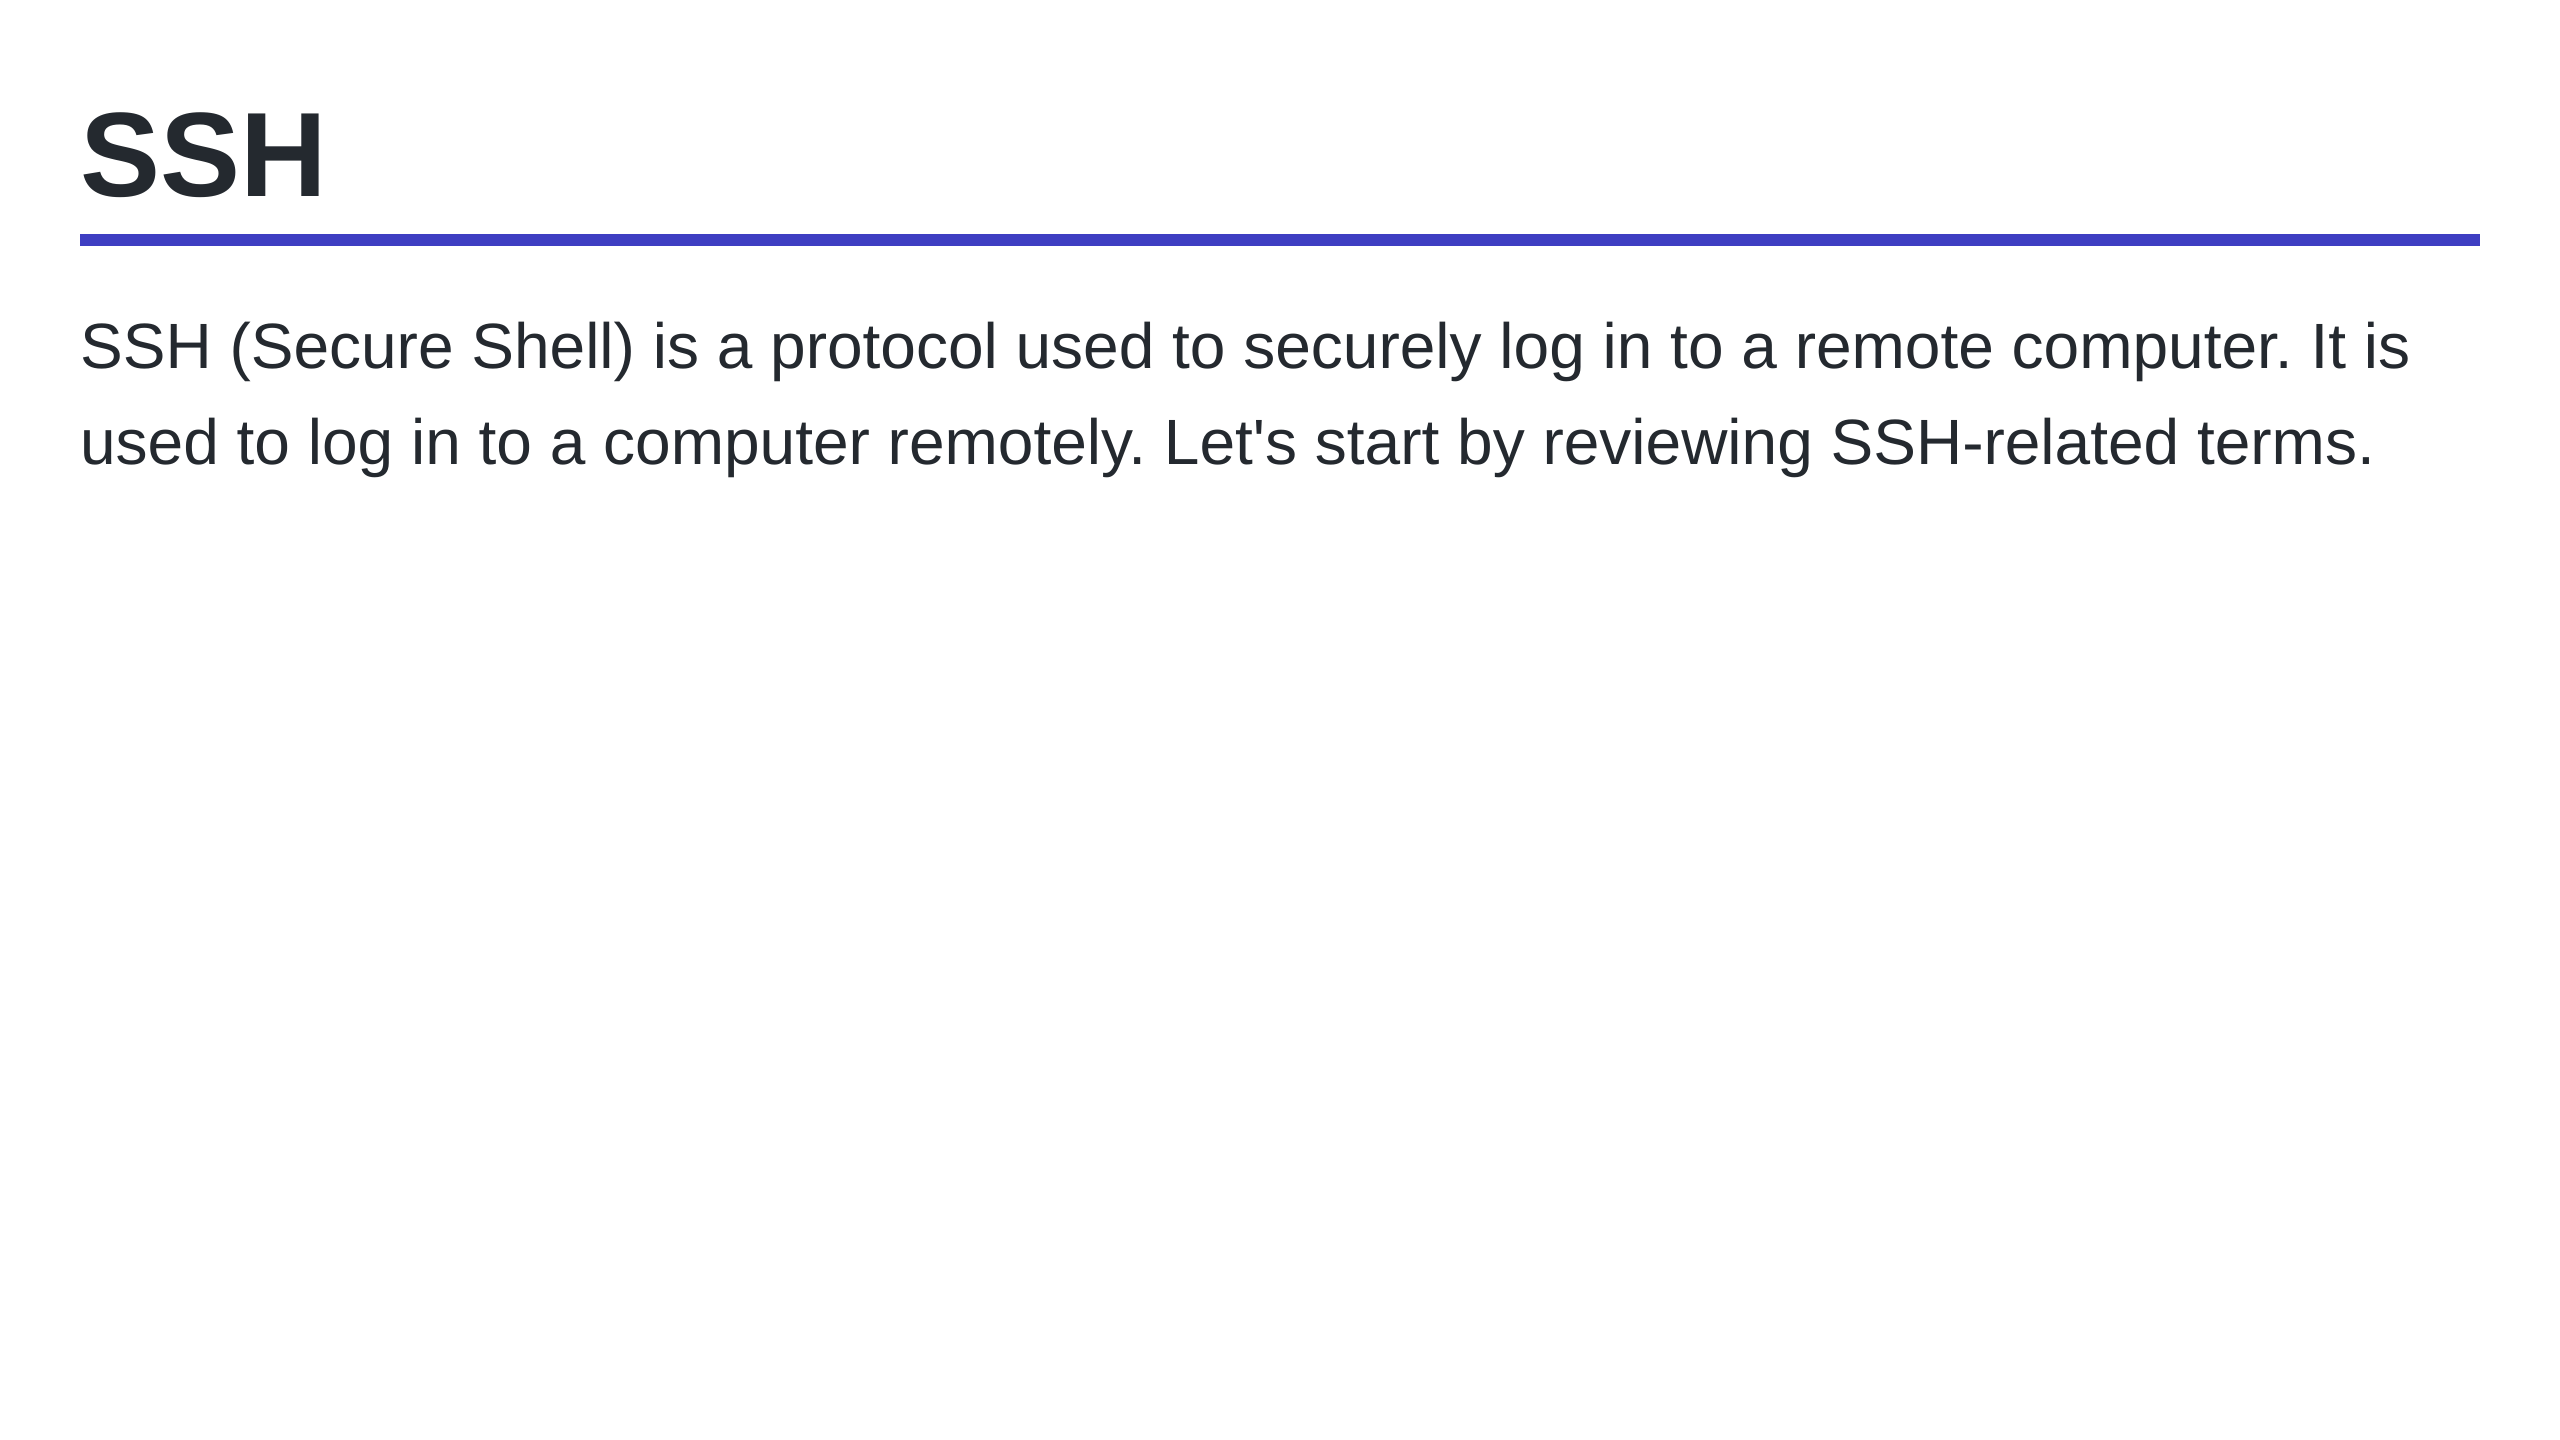 SSH
SSH (Secure Shell) is a protocol used to securely log in to a remote computer. It is
used to log in to a computer remotely. Let's start by reviewing SSH-related terms.